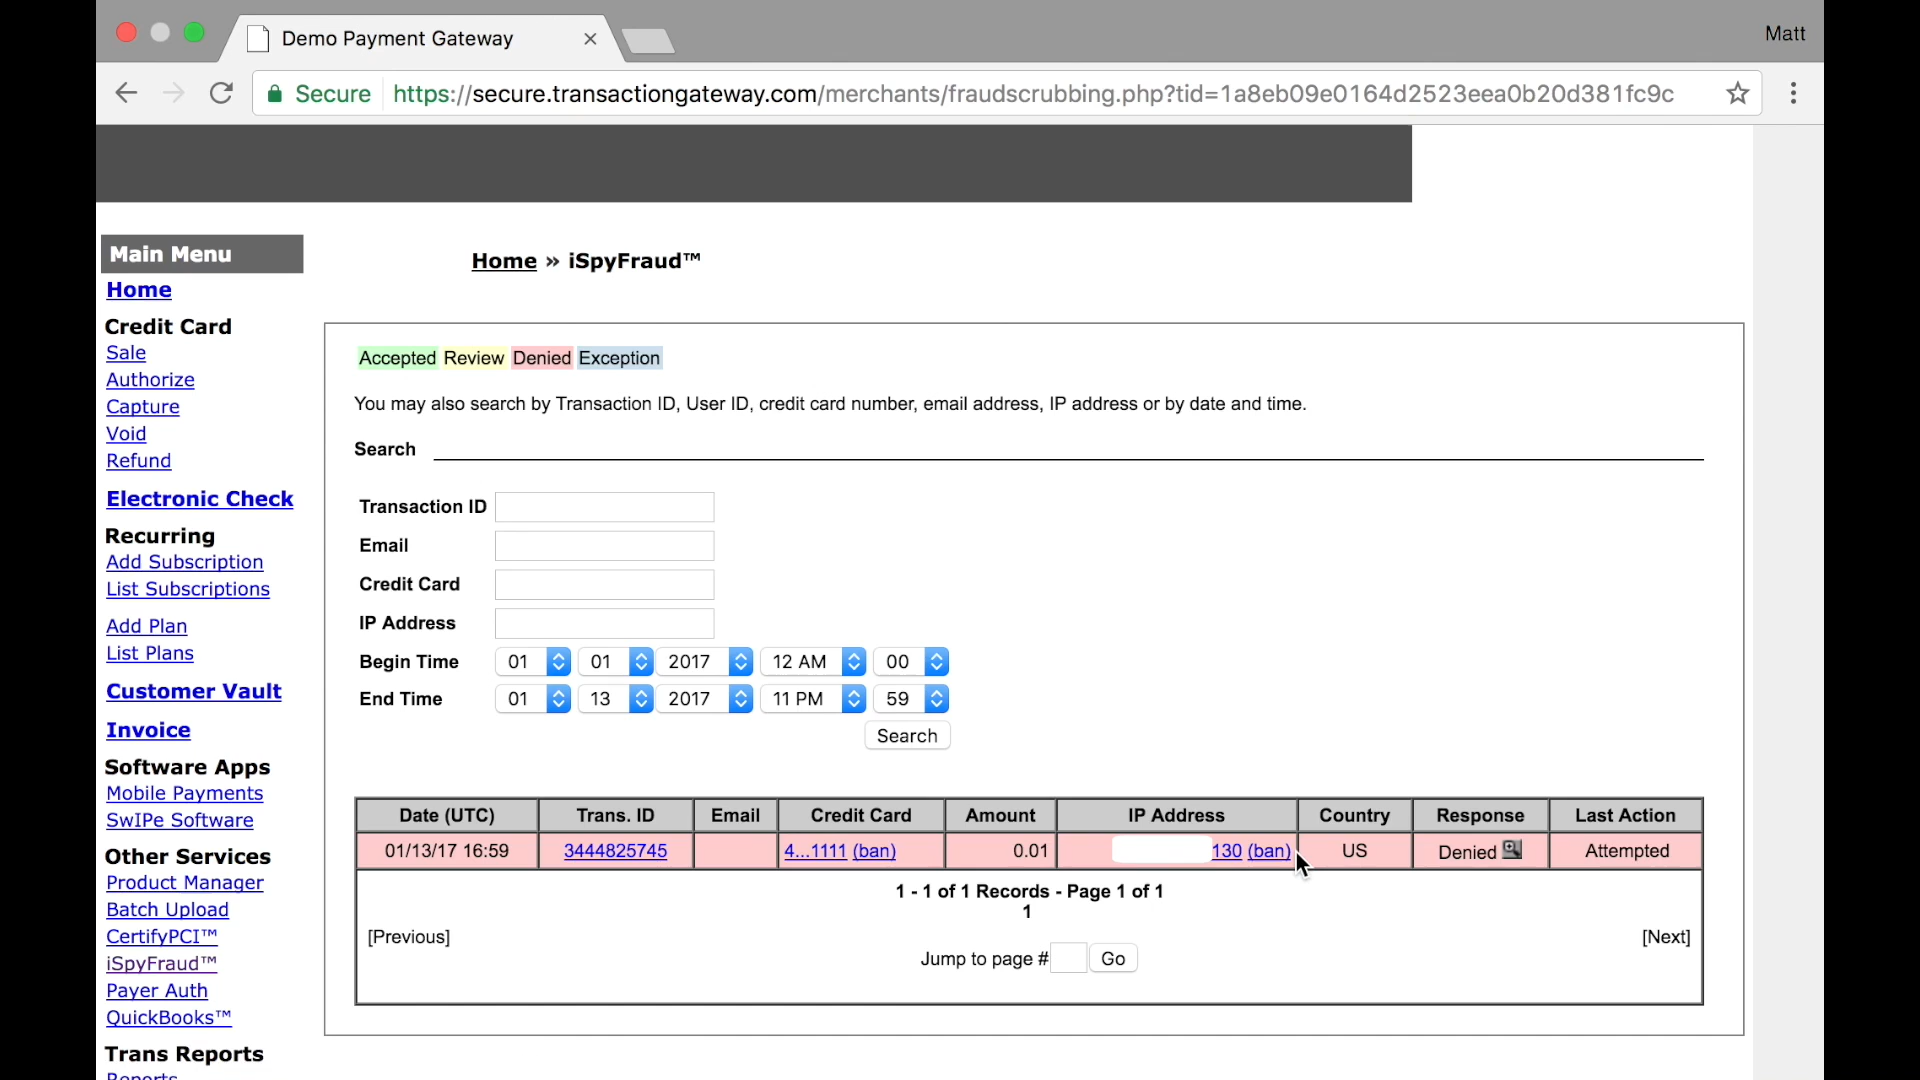 Demo Payment Gateway
Matt
Secure https://secure.transactiongateway.com/merchants/fraudscrubbing.php?tid=1a8eb09e0164d2523eea0b20d381fc9c
Main Menu
Home
Credit Card
Sale
Authorize
Capture
Void
Refund
Electronic Check
Recurring
Add Subscription
List Subscriptions
Add Plan
List Plans
Customer Vault
Invoice
Software Apps
Mobile Payments
SwIPe Software
Other Services
Product Manager
Batch Upload
CertifyPCI™
iSpyFraud™
Payer Auth
QuickBooks™
Trans Reports
Reports
Home » iSpyFraud™
Accepted Review Denied Exception
You may also search by Transaction ID, User ID, credit card number, email address, IP address or by date and time.
Search
Transaction ID
Email
Credit Card
IP Address
Begin Time 01 01 2017 12 AM 00
End Time 01 13 2017 11 PM 59
Search
Date (UTC) Trans. ID Email Credit Card Amount IP Address Country Response Last Action
01/13/17 16:59 3444825745 4...1111 (ban) 0.01 130 (ban) US Denied Attempted
1 - 1 of 1 Records - Page 1 of 1
1
[Previous] [Next]
Jump to page # Go